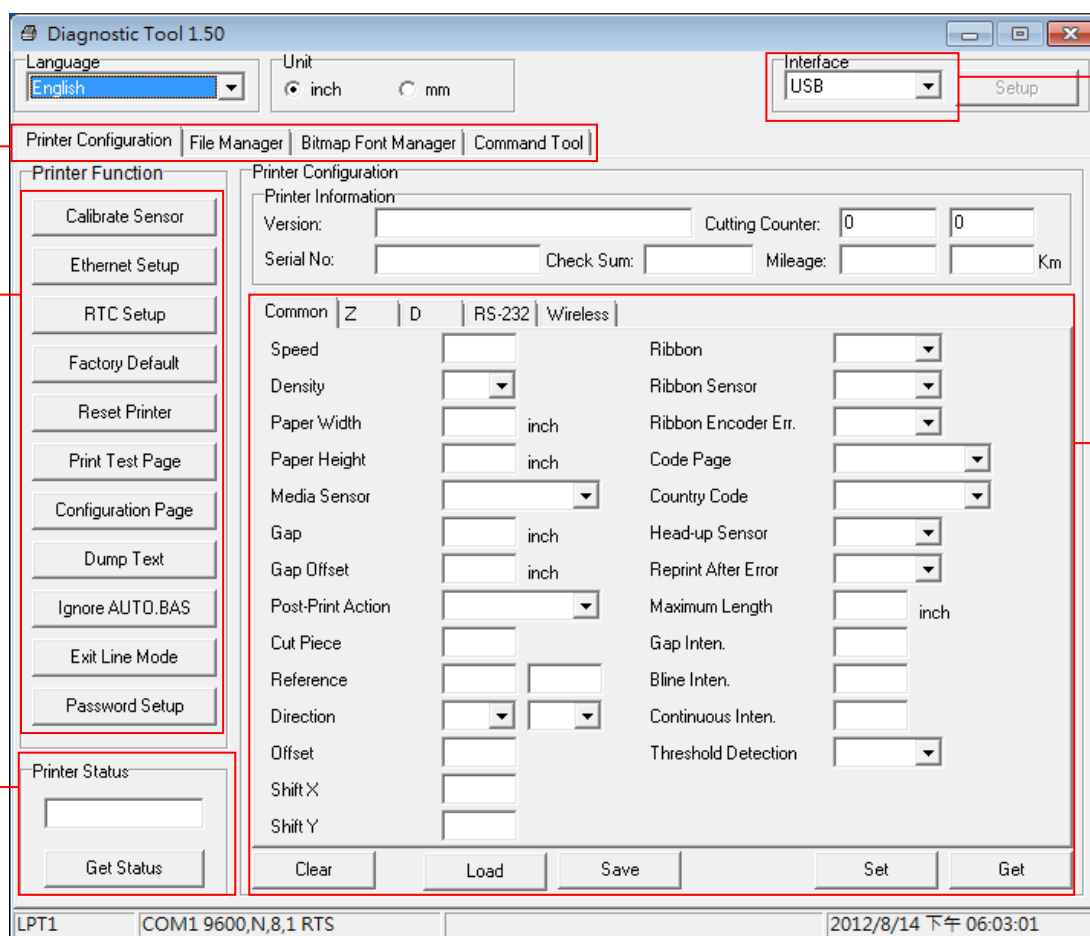 Diagnostic Tool 1.50
Language
Unit
Interface
English
inch
mm
USB
Setup
Printer Configuration
File Manager
Bitmap Font Manager
Command Tool
Printer Function
Calibrate Sensor
Ethernet Setup
RTC Setup
Factory Default
Reset Printer
Print Test Page
Configuration Page
Dump Text
Ignore AUTO.BAS
Exit Line Mode
Password Setup
Printer Status
Get Status
Printer Configuration
Printer Information
Version:
Cutting Counter: 0 0
Serial No:
Check Sum:
Mileage:
Km
Common
Z
D
RS-232
Wireless
Speed
Density
Paper Width inch
Paper Height inch
Media Sensor
Gap inch
Gap Offset inch
Post-Print Action
Cut Piece
Reference
Direction
Offset
Shift X
Shift Y
Ribbon
Ribbon Sensor
Ribbon Encoder Err.
Code Page
Country Code
Head-up Sensor
Reprint After Error
Maximum Length inch
Gap Inten.
Bline Inten.
Continuous Inten.
Threshold Detection
Clear
Load
Save
Set
Get
LPT1
COM1 9600,N,8,1 RTS
2012/8/14 下午 06:03:01